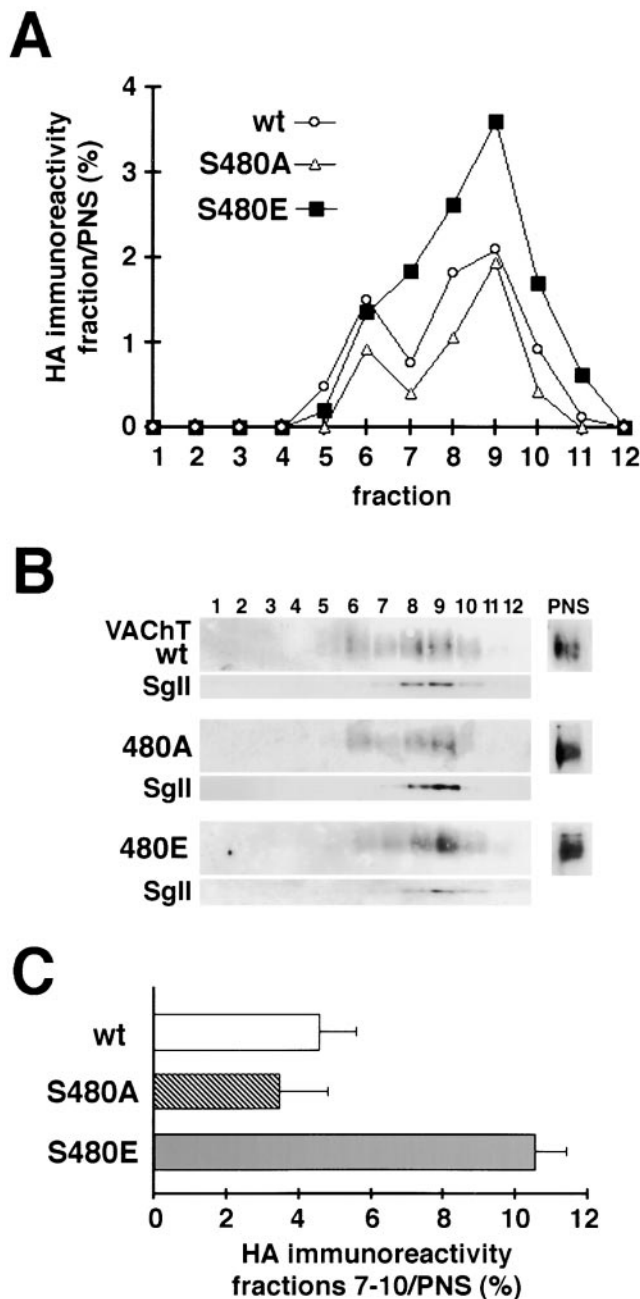 A
HA immunoreactivity
fraction/PNS (%)
4
3
2
1
0
wt
S480A
S480E
1 2 3 4 5 6 7 8 9 10 11 12
fraction
B
1 2 3 4 5 6 7 8 9 10 11 12 PNS
VAChT
wt
SgII
480A
SgII
480E
SgII
C
wt
S480A
S480E
0 2 4 6 8 10 12
HA immunoreactivity
fractions 7-10/PNS (%)